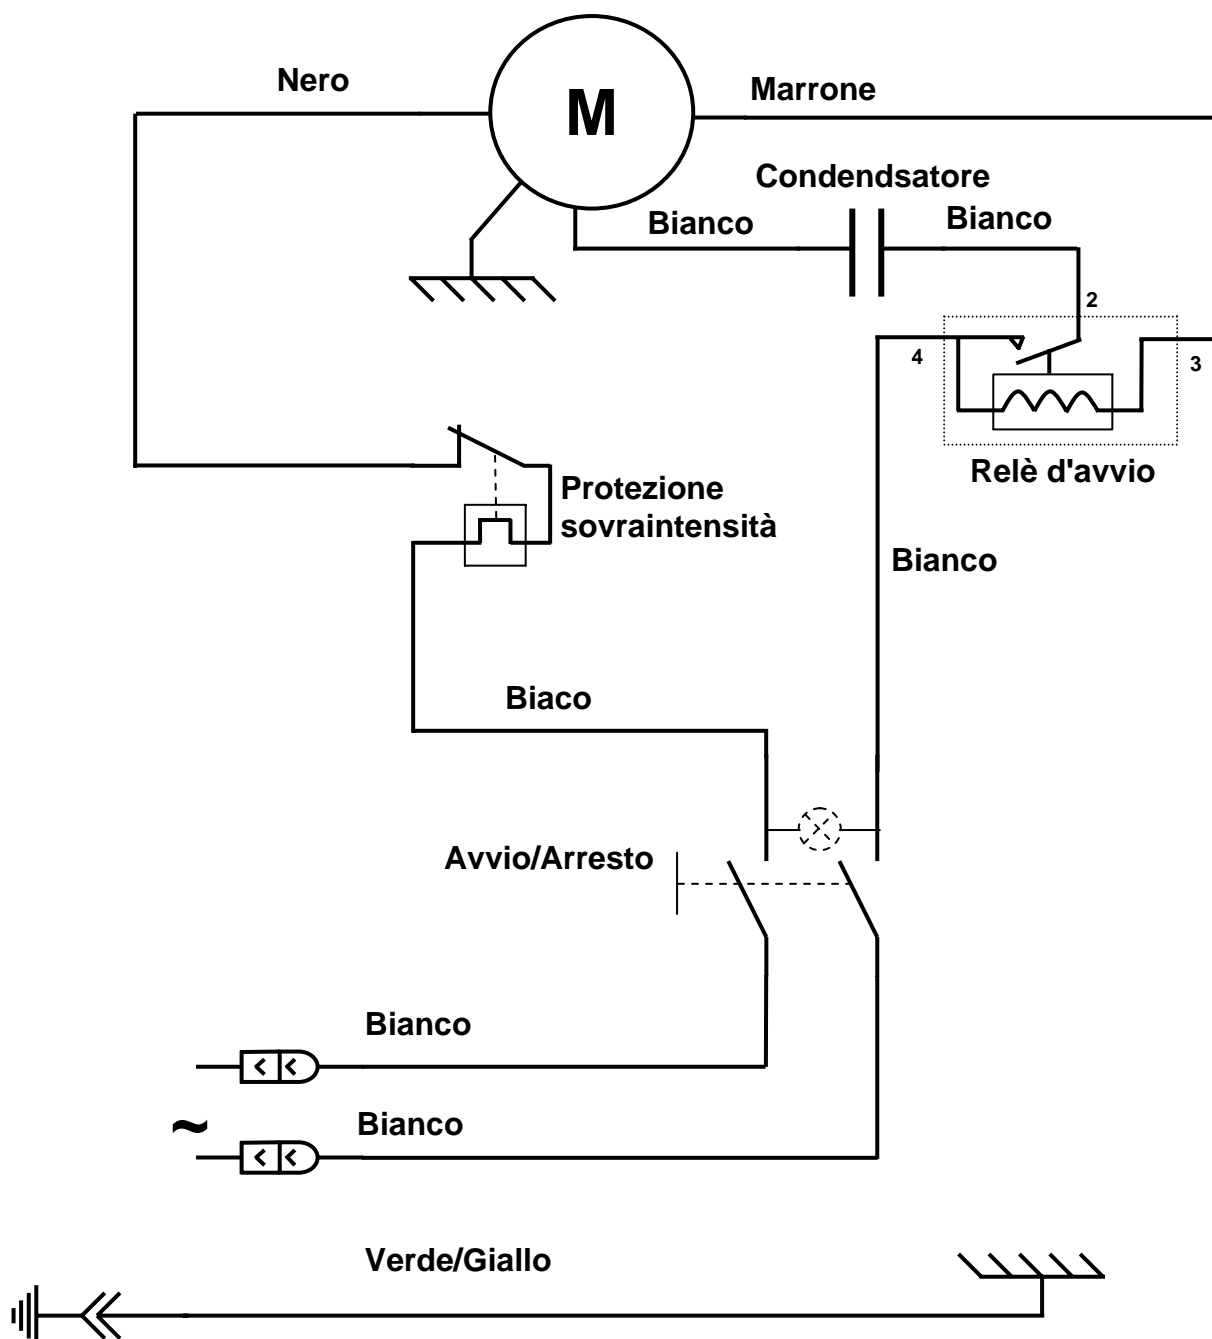 Nero
M
Marrone
Condendsatore
Bianco
Bianco
2
4
3
Relè d'avvio
Protezione
sovraintensità
Bianco
Biaco
Avvio/Arresto
Bianco
~
Bianco
Verde/Giallo